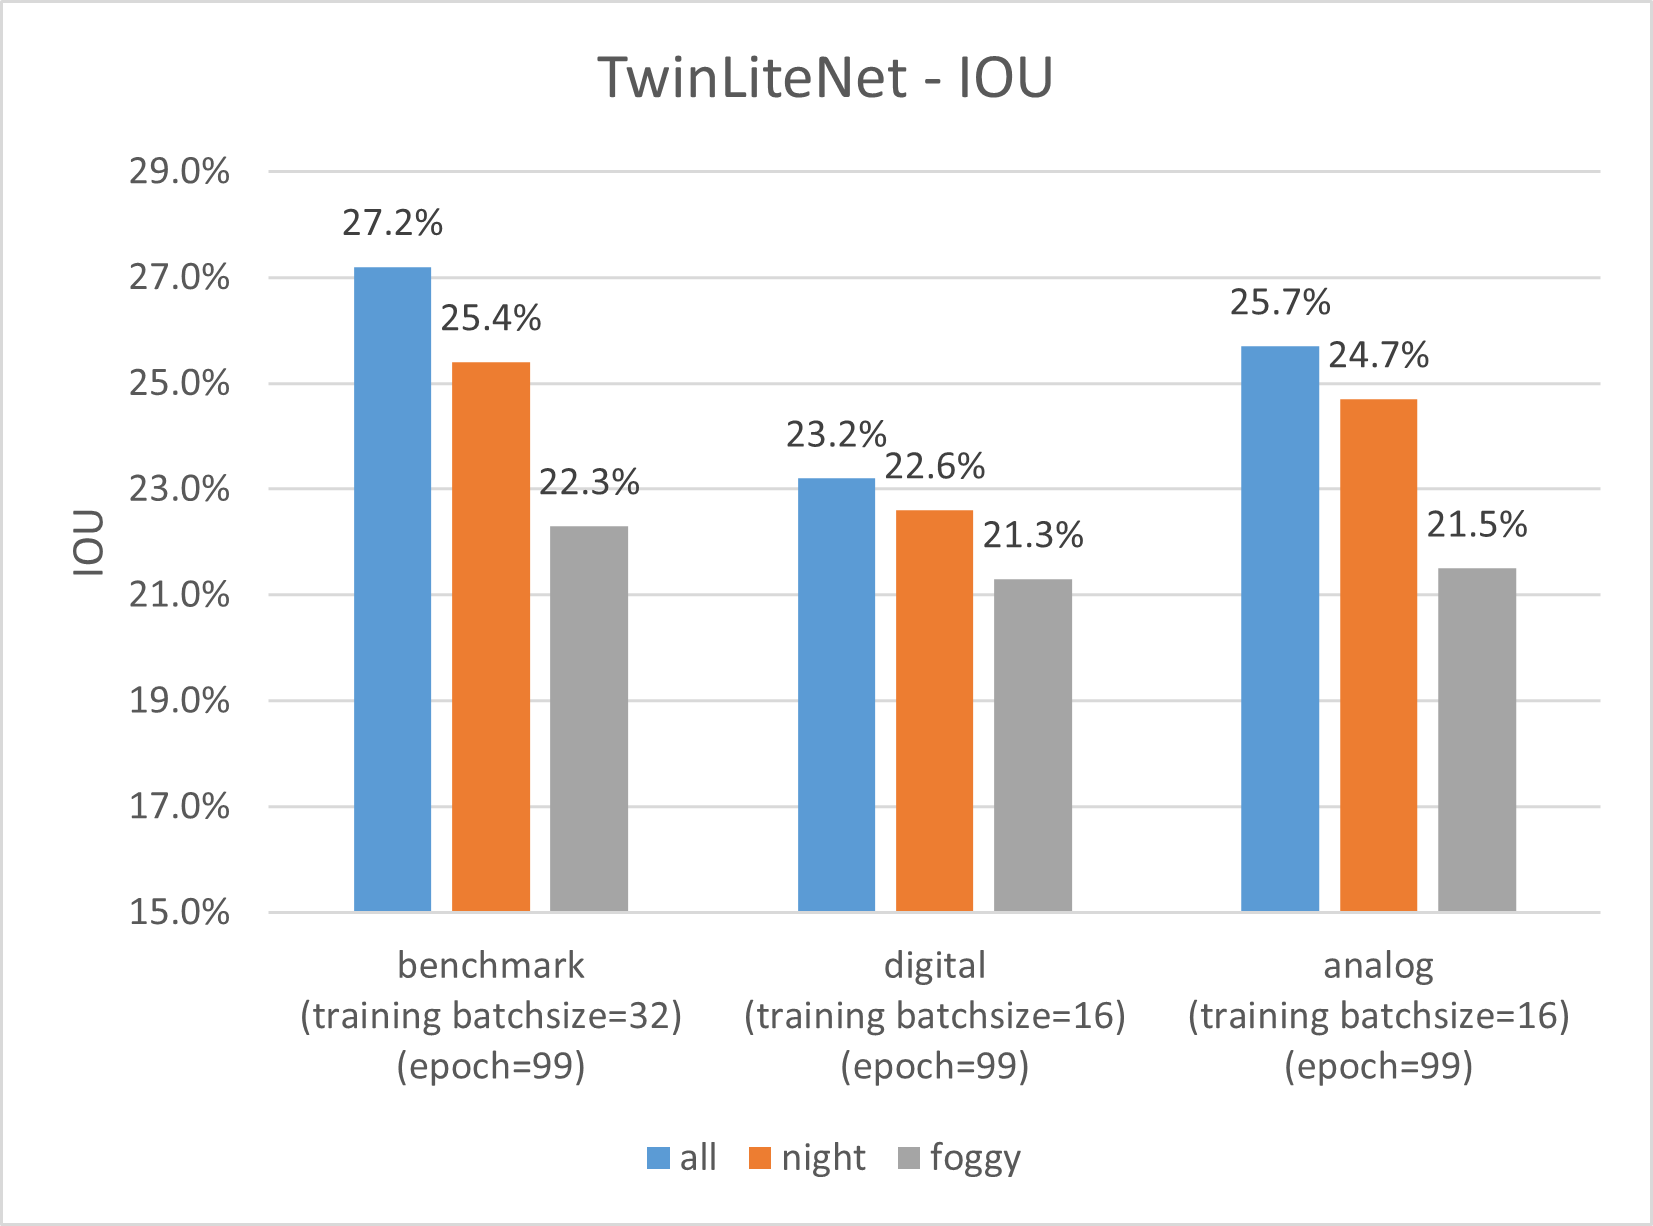 TwinLiteNet - IOU
29.0%
27.0%
25.0%
23.0%
21.0%
19.0%
17.0%
15.0%
IOU
27.2%
25.4%
22.3%
23.2%
22.6%
21.3%
25.7%
24.7%
21.5%
benchmark
(training batchsize=32)
(epoch=99)
digital
(training batchsize=16)
(epoch=99)
analog
(training batchsize=16)
(epoch=99)
all
night
foggy